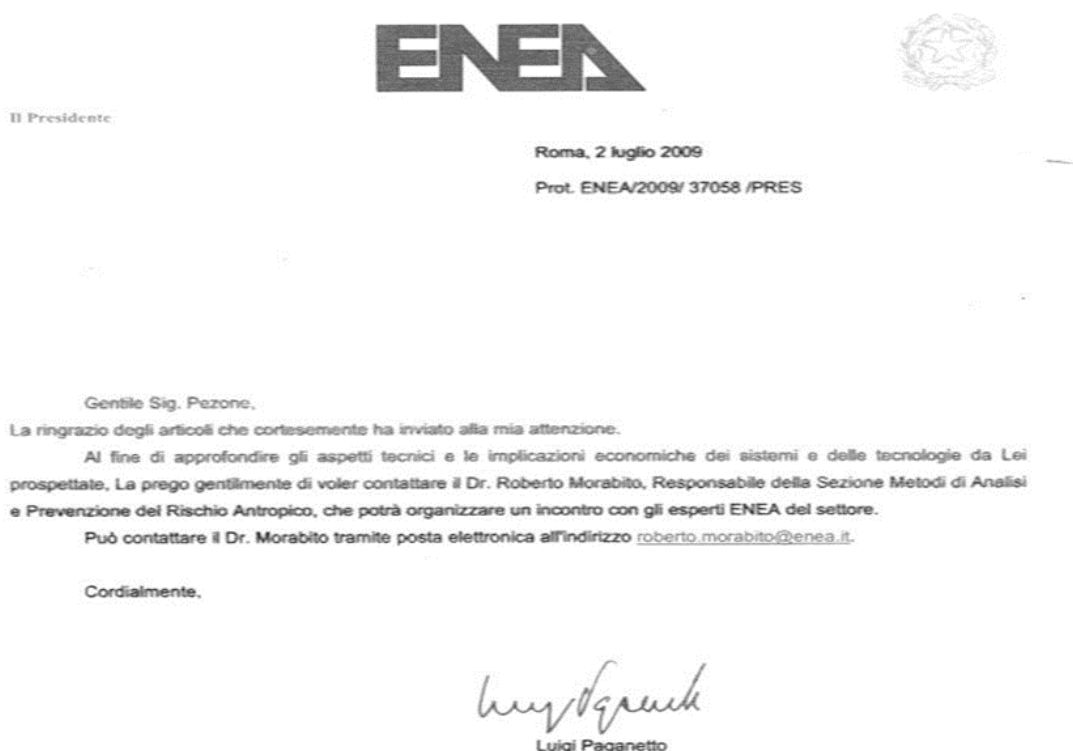 ENEA
Il Presidente
Roma, 2 luglio 2009
Prot. ENEA/2009/ 37058 /PRES
Gentile Sig. Pezone,
La ringrazio degli articoli che cortesemente ha inviato alla mia attenzione.
Al fine di approfondire gli aspetti tecnici e le implicazioni economiche dei sistemi e delle tecnologie da Lei
prospettate, La prego gentilmente di voler contattare il Dr. Roberto Morabito, Responsabile della Sezione Metodi di Analisi
e Prevenzione del Rischio Antropico, che potrà organizzare un incontro con gli esperti ENEA del settore.
Può contattare il Dr. Morabito tramite posta elettronica all'indirizzo roberto.morabito@enea.it.
Cordialmente,
Luigi Paganetto